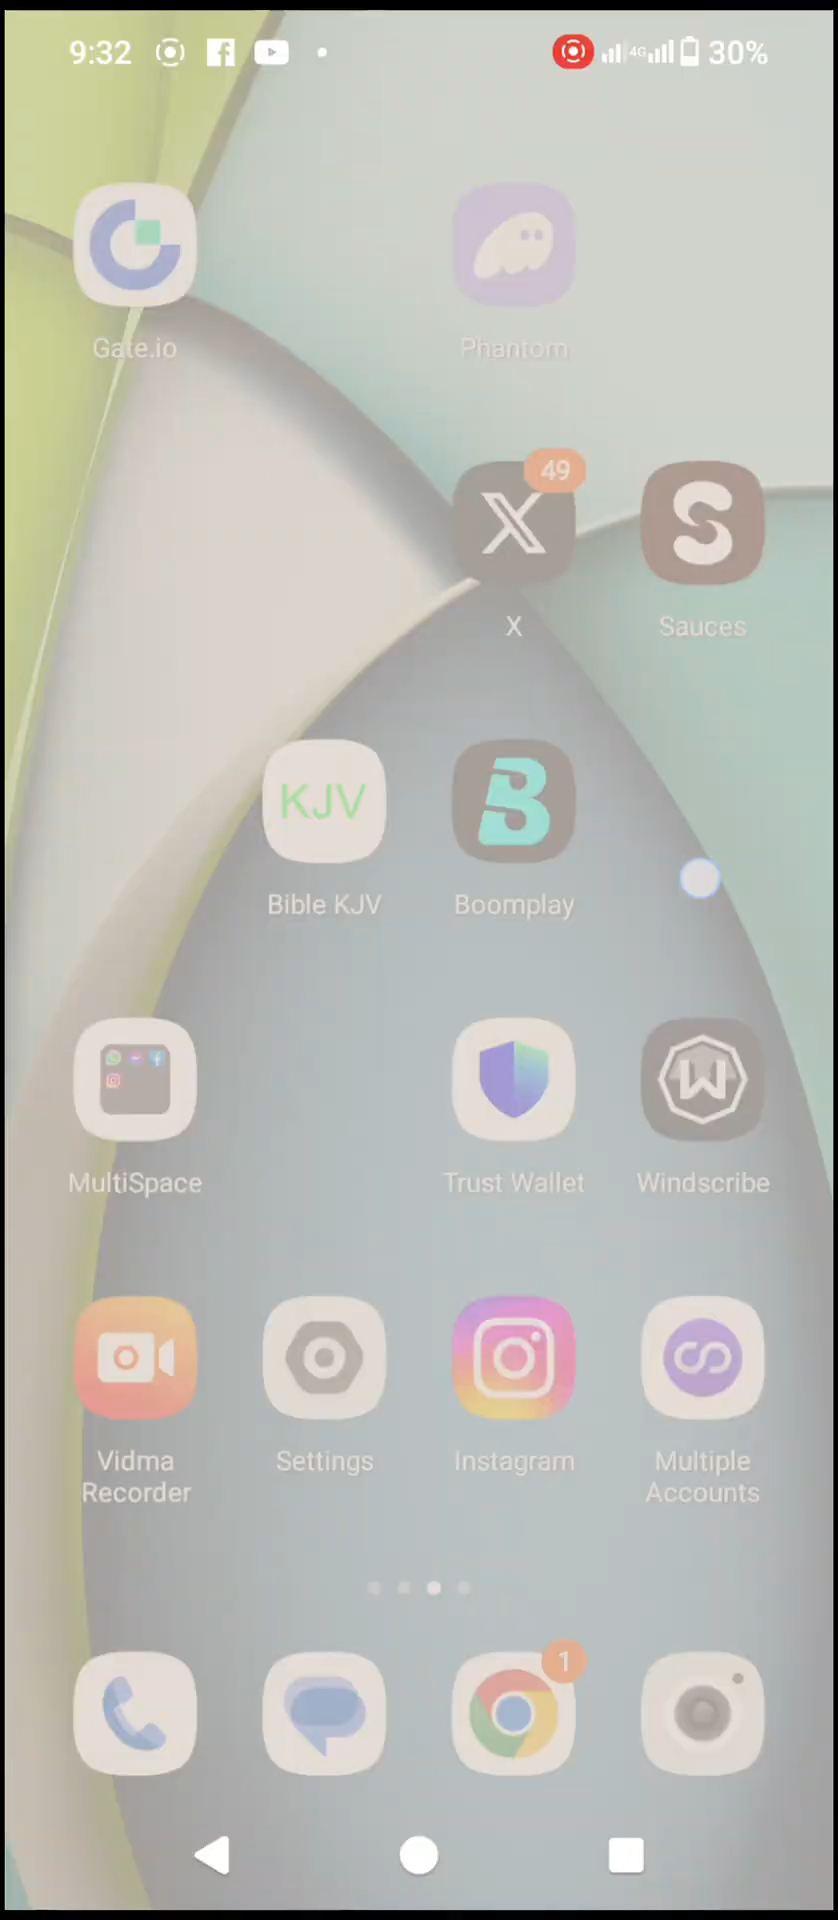 9:32
4G
30%
Gate.io
Phantom
49
X
Sauces
KJV
Bible KJV
Boomplay
MultiSpace
Trust Wallet
Windscribe
Vidma
Recorder
Settings
Instagram
Multiple
Accounts
1